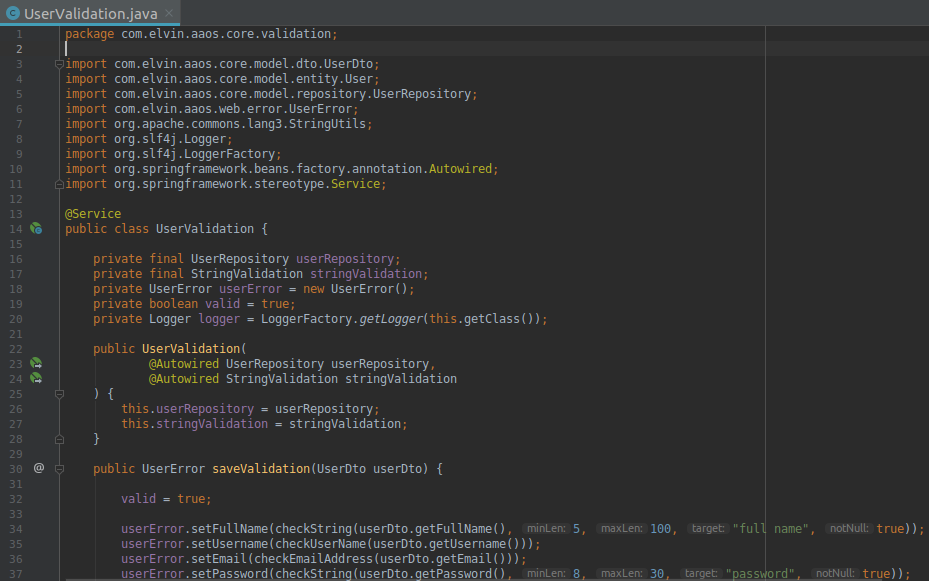 UserValidation.java
1 package com.elvin.aaos.core.validation;
2
3 import com.elvin.aaos.core.model.dto.UserDto;
4 import com.elvin.aaos.core.model.entity.User;
5 import com.elvin.aaos.core.model.repository.UserRepository;
6 import com.elvin.aaos.web.error.UserError;
7 import org.apache.commons.lang3.StringUtils;
8 import org.slf4j.Logger;
9 import org.slf4j.LoggerFactory;
10 import org.springframework.beans.factory.annotation.Autowired;
11 import org.springframework.stereotype.Service;
12
13 @Service
14 public class UserValidation {
15
16 private final UserRepository userRepository;
17 private final StringValidation stringValidation;
18 private UserError userError = new UserError();
19 private boolean valid = true;
20 private Logger logger = LoggerFactory.getLogger(this.getClass());
21
22 public UserValidation(
23 @Autowired UserRepository userRepository,
24 @Autowired StringValidation stringValidation
25 ) {
26 this.userRepository = userRepository;
27 this.stringValidation = stringValidation;
28 }
29
30 @ public UserError saveValidation(UserDto userDto) {
31
32 valid = true;
33
34 userError.setFullName(checkString(userDto.getFullName(), minLen: 5, maxLen: 100, target: "full name", notNull: true));
35 userError.setUsername(checkUserName(userDto.getUsername()));
36 userError.setEmail(checkEmailAddress(userDto.getEmail()));
37 userError.setPassword(checkString(userDto.getPassword(), minLen: 8, maxLen: 30, target: "password", notNull: true));